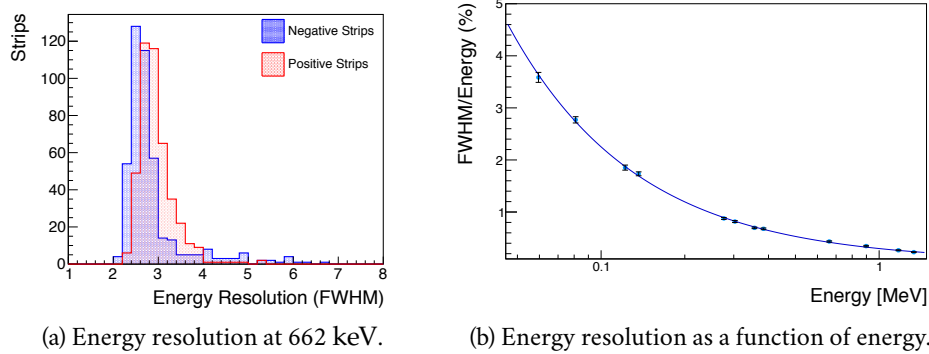 Strips
120
100
80
60
40
20
0
Negative Strips
Positive Strips
1 2 3 4 5 6 7 8
Energy Resolution (FWHM)
(a) Energy resolution at 662 keV.
FWHM/Energy (%)
5
4
3
2
1
0.1 1
Energy [MeV]
(b) Energy resolution as a function of energy.